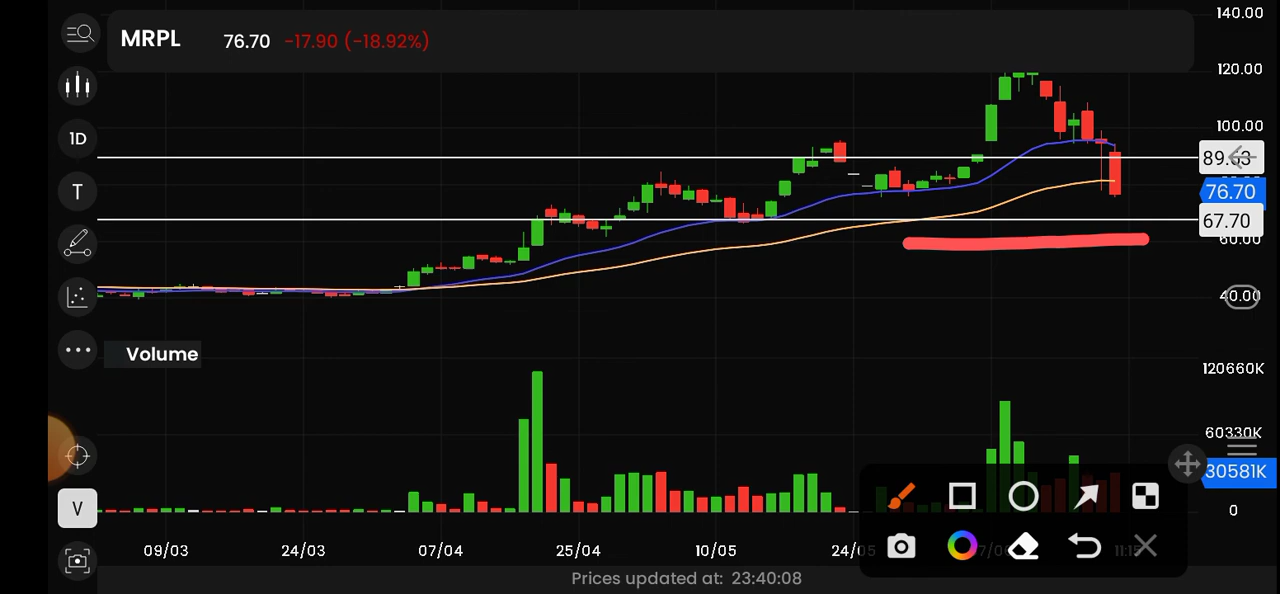 140.00
MRPL 76.70 -17.90 (-18.92%)
120.00
1D
100.00
T
76.70
67.70
60.00
40.00
Volume
120660K
60330K
30581K
V
0
09/03 24/03 07/04 25/04 10/05 24/05
Prices updated at: 23:40:08